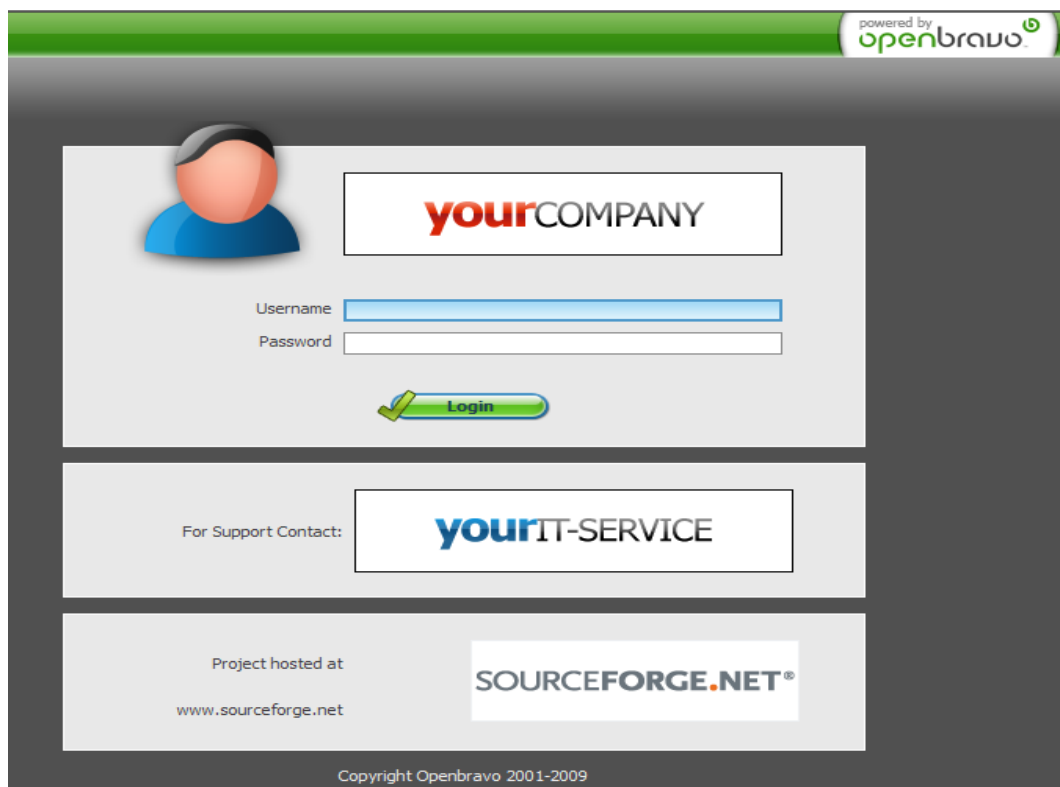 powered by
openbravo™
yourCOMPANY
Username
Password
Login
For Support Contact:
yourIT-SERVICE
Project hosted at
SOURCEFORGE.NET®
www.sourceforge.net
Copyright Openbravo 2001-2009